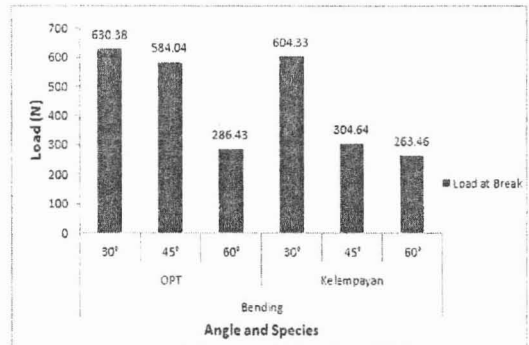 700
630.38
584.04
604.33
600
500
400
300
286.43
304.64
263.46
200
100
0
Load (N)
Load at Break
30° 45° 60° 30° 45° 60°
OPT Kelempayan
Bending
Angle and Species